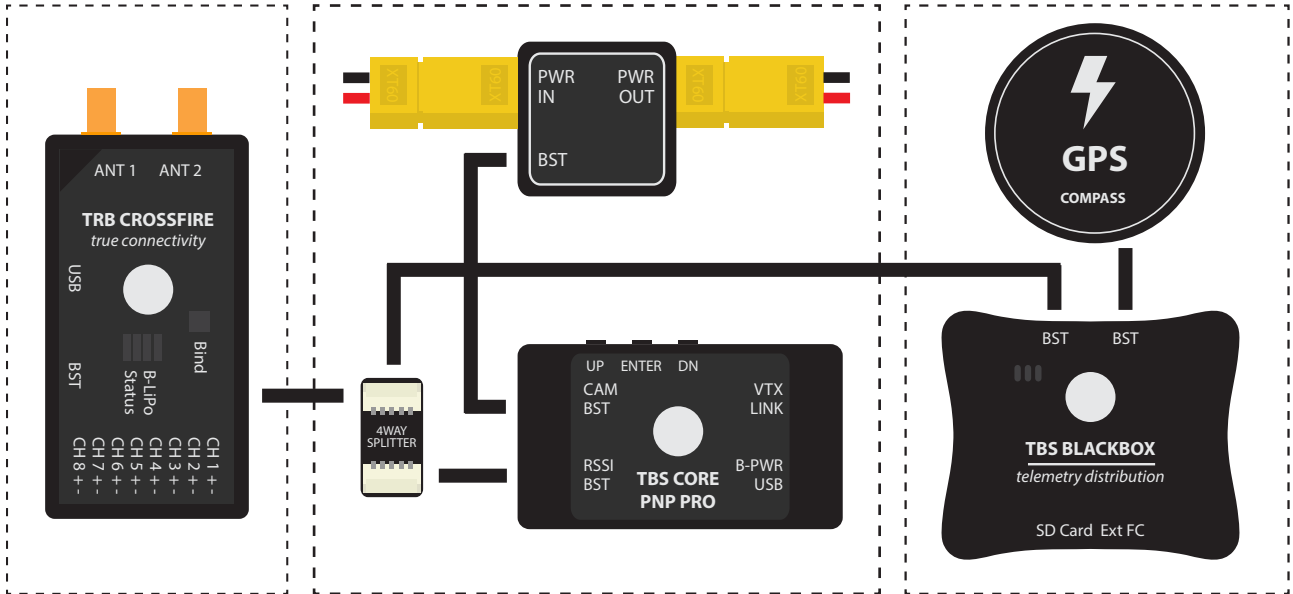 ANT 1 ANT 2
TRB CROSSFIRE
true connectivity
USB
BST
Bind
B-LiPo
Status
CH 1 + -
CH 2 + -
CH 3 + -
CH 4 + -
CH 5 + -
CH 6 + -
CH 7 + -
CH 8 + -
XT60
XT60
PWR
IN
PWR
OUT
BST
XT60
XT60
4WAY
SPLITTER
UP ENTER DN
CAM
BST
VTX
LINK
RSSI
BST
B-PWR
USB
TBS CORE
PNP PRO
GPS
COMPASS
BST BST
TBS BLACKBOX
telemetry distribution
SD Card Ext FC